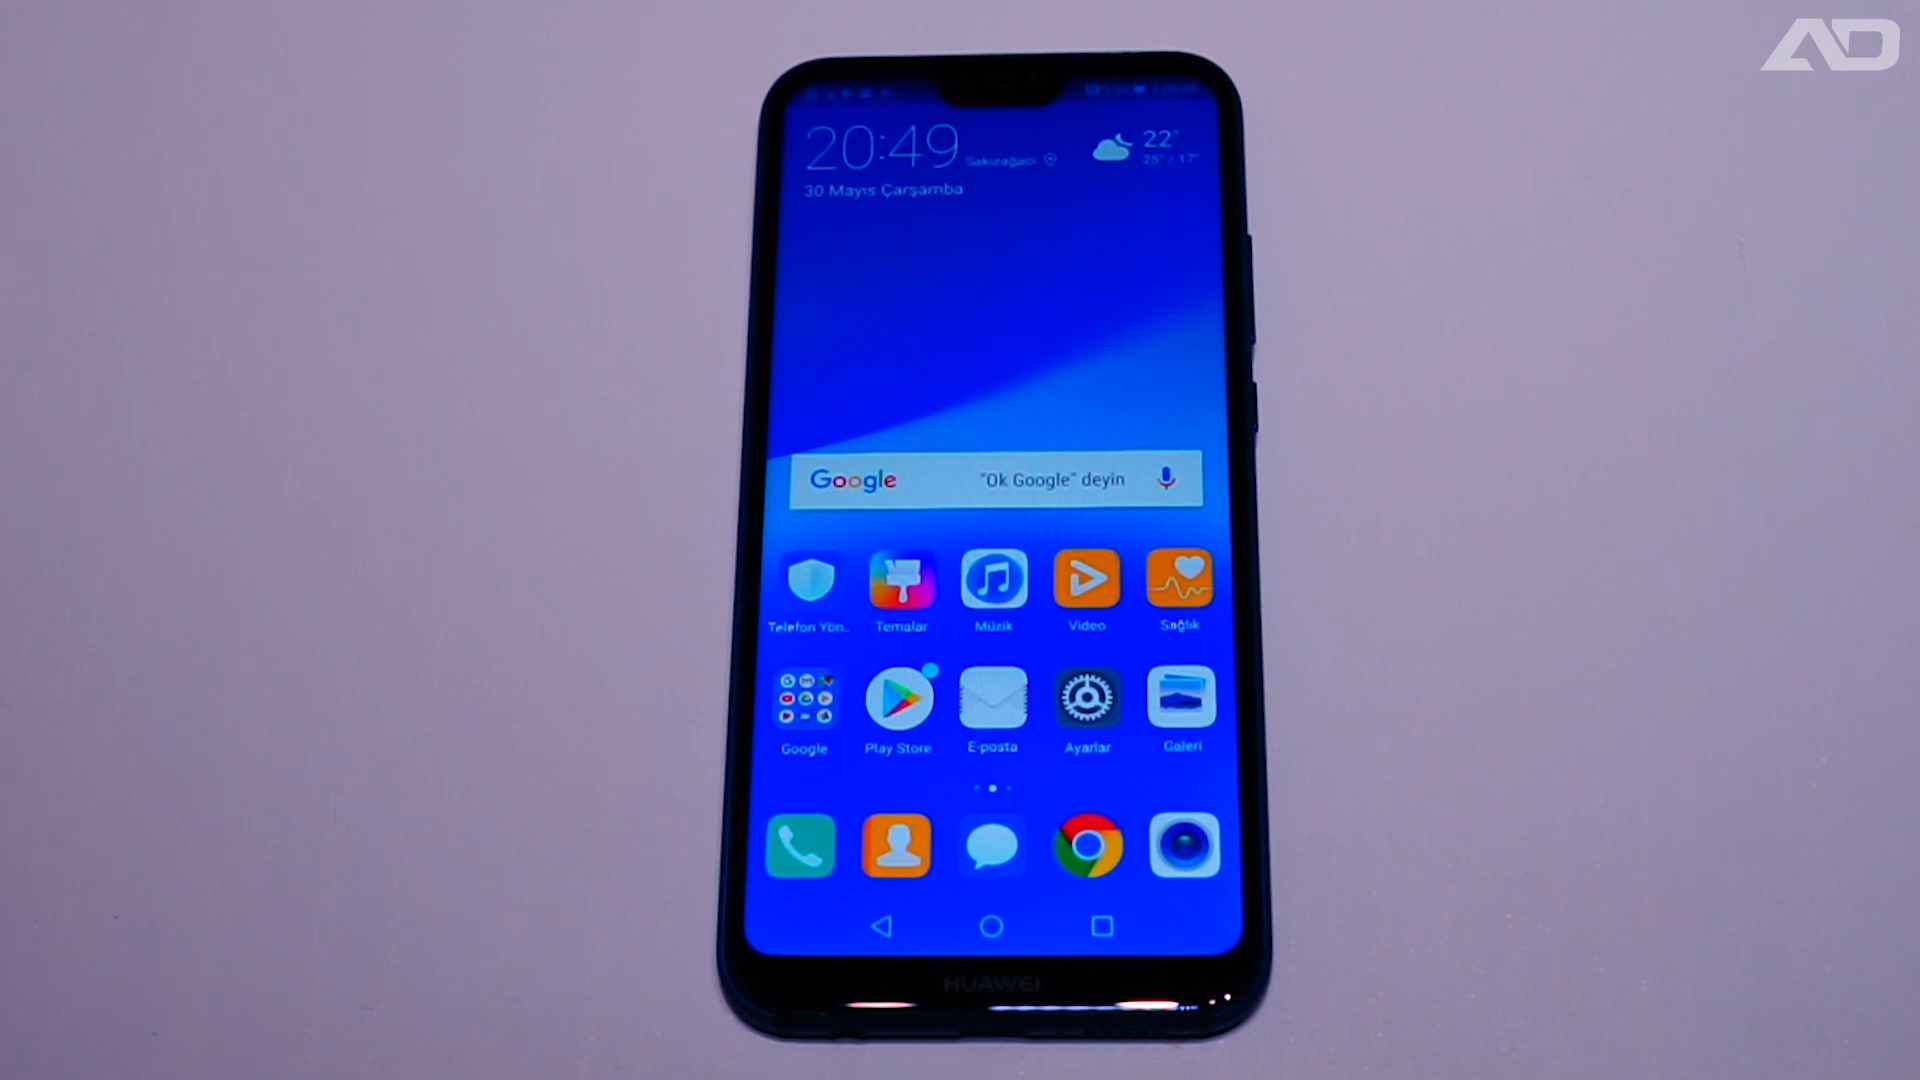 AD
20:49 Sakızağacı 22°
25° / 17°
30 Mayıs Çarşamba
Google "Ok Google" deyin
Telefon Yön.. Temalar Müzik Video Sağlık
Google Play Store E-posta Ayarlar Galeri
HUAWEI